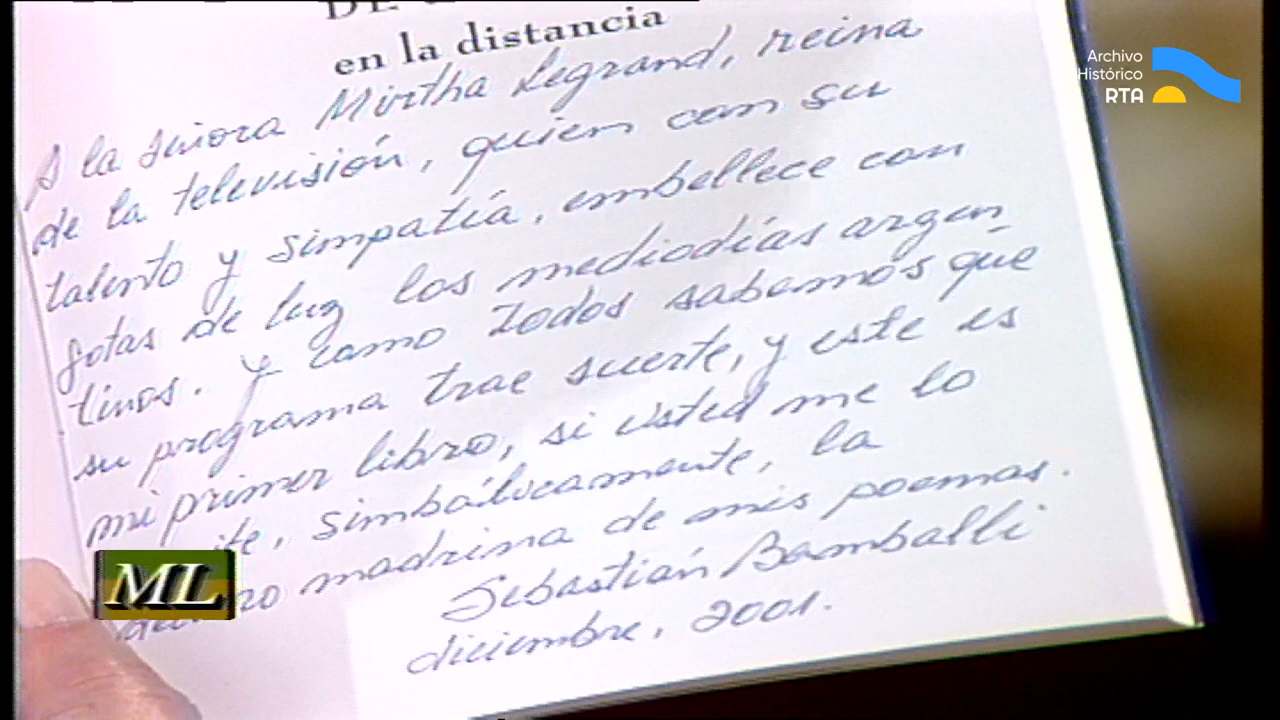 en la distancia
A la señora Mirtha Legrand, reina
de la televisión, quien con su
talento y simpatía, embellece con
gotas de luz los mediodías argen-
tinos. Y como todos sabemos que
su programa trae suerte, y este es
mi primer libro, si usted me lo
simbólicamente, la
madrina de mis poemas.
Sebastián Bamballi
diciembre, 2001.
ML
Archivo
Histórico
RTA